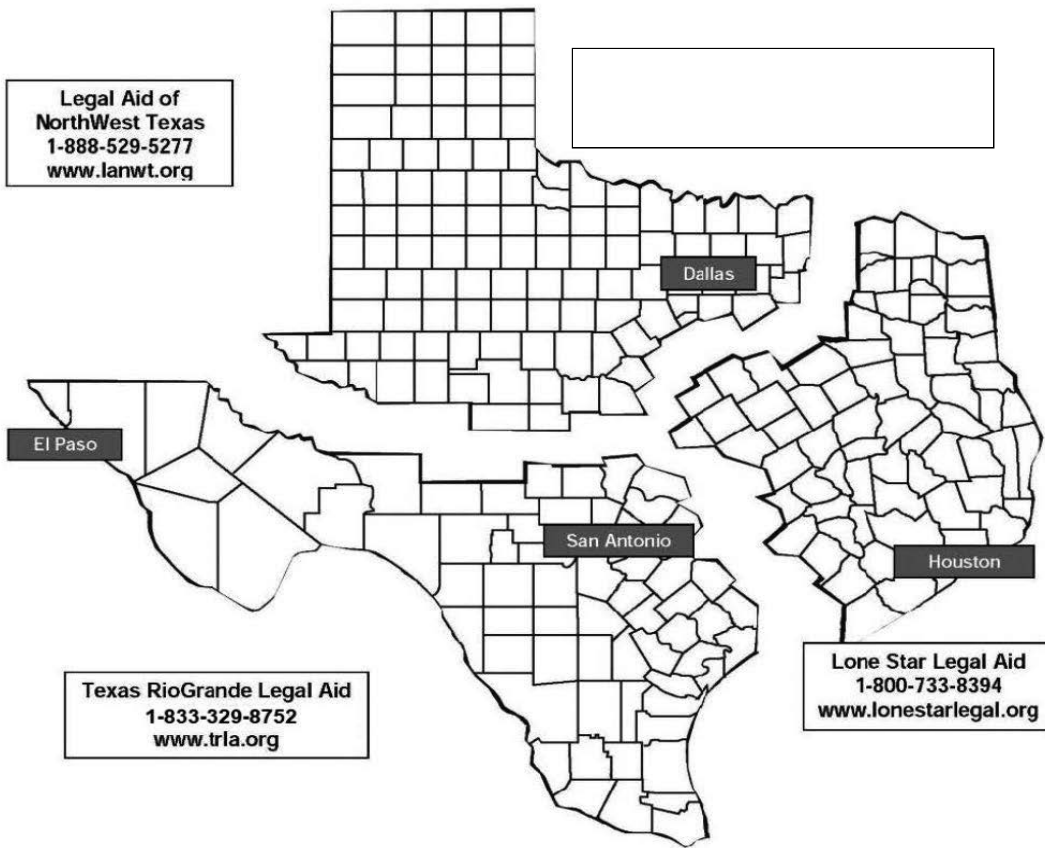 Legal Aid of
NorthWest Texas
1-888-529-5277
www.lanwt.org
Dallas
El Paso
San Antonio
Houston
Texas RioGrande Legal Aid
1-833-329-8752
www.trla.org
Lone Star Legal Aid
1-800-733-8394
www.lonestarlegal.org